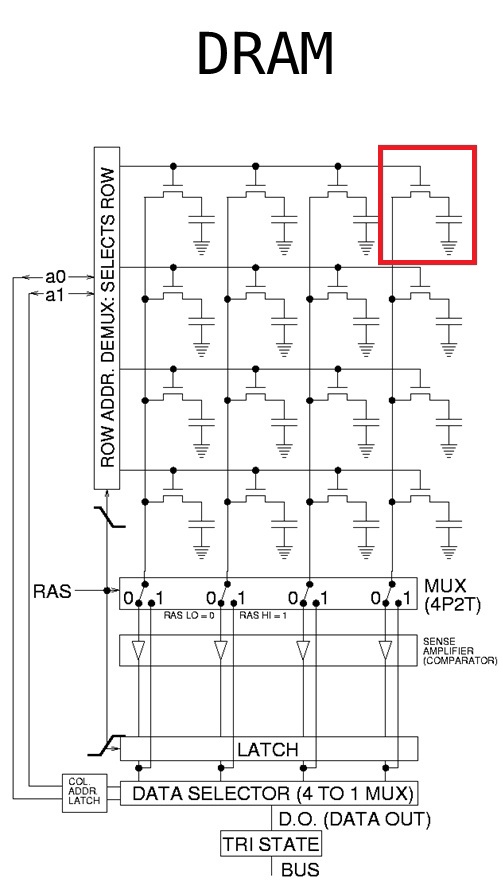 DRAM
ROW ADDR. DEMUX: SELECTS ROW
a0
a1
RAS
0 1 0 1 0 1 0 1
MUX
(4P2T)
RAS LO = 0 RAS HI = 1
SENSE
AMPLIFIER
(COMPARATOR)
LATCH
COL.
ADDR.
LATCH
DATA SELECTOR (4 TO 1 MUX)
D.O. (DATA OUT)
TRI STATE
BUS